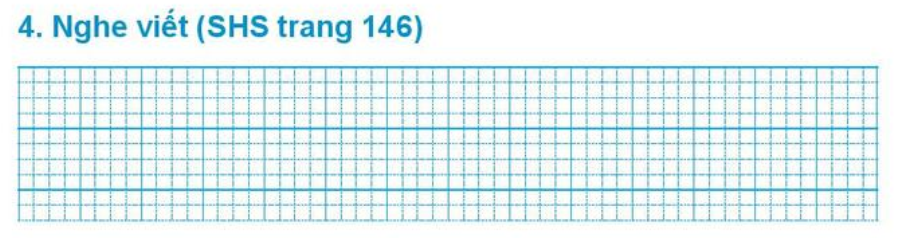 4. Nghe viết (SHS trang 146)